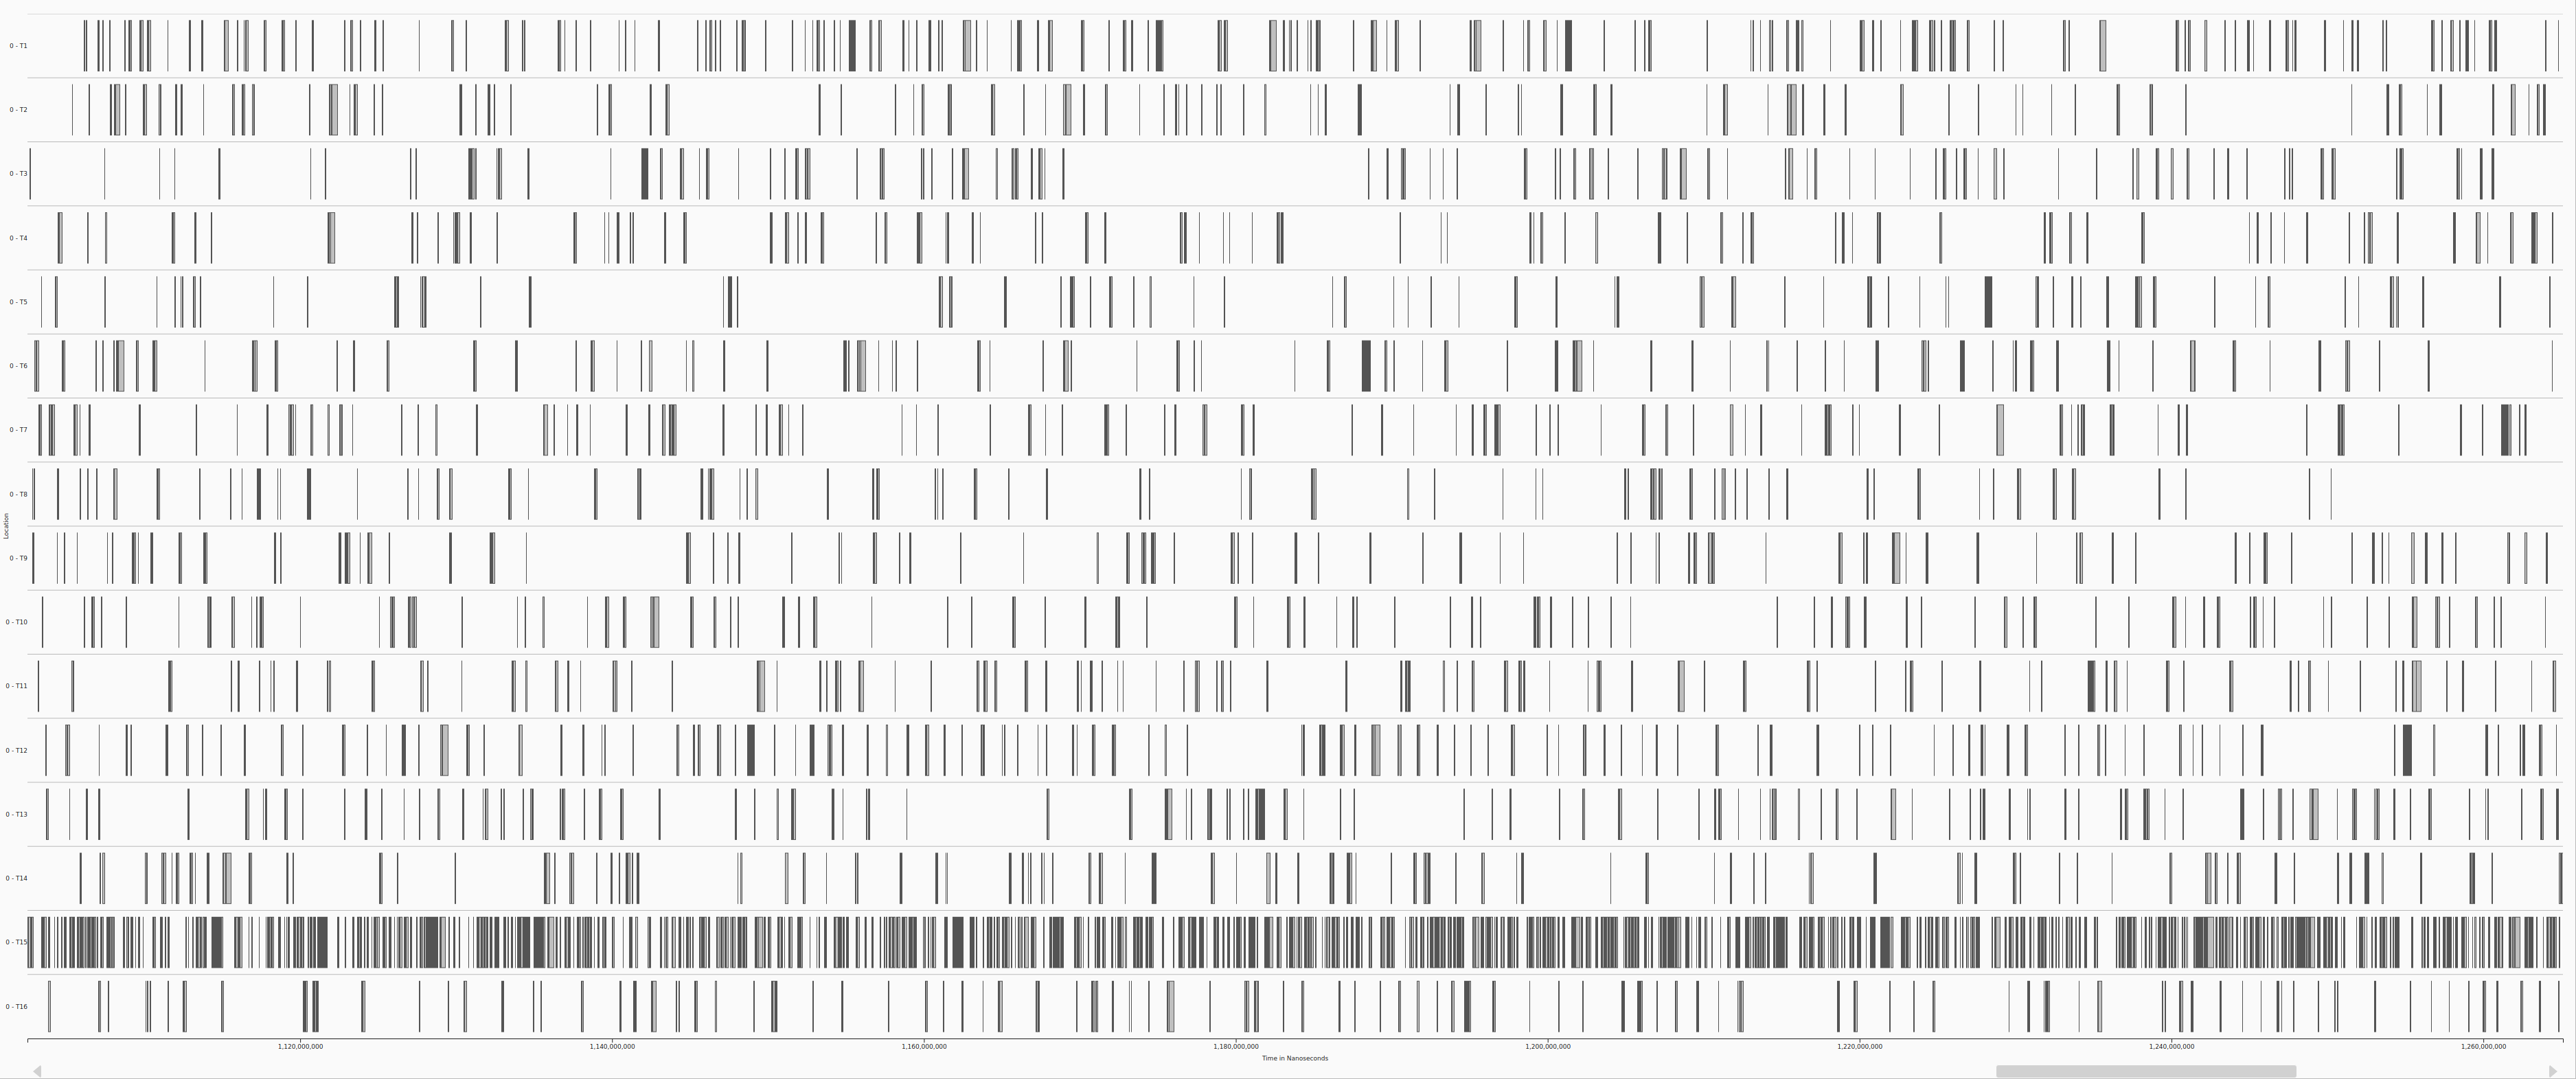 0 - T1
0 - T2
0 - T3
0 - T4
0 - T5
0 - T6
0 - T7
0 - T8
Location
0 - T9
0 - T10
0 - T11
0 - T12
0 - T13
0 - T14
0 - T15
0 - T16
1,120,000,000 1,140,000,000 1,160,000,000 1,180,000,000 1,200,000,000 1,220,000,000 1,240,000,000 1,260,000,000
Time in Nanoseconds